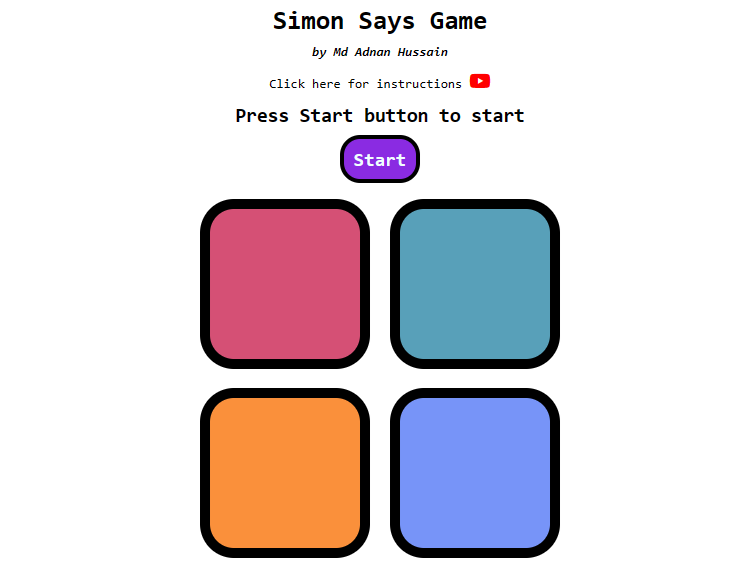 Simon Says Game
by Md Adnan Hussain
Click here for instructions
Press Start button to start
Start